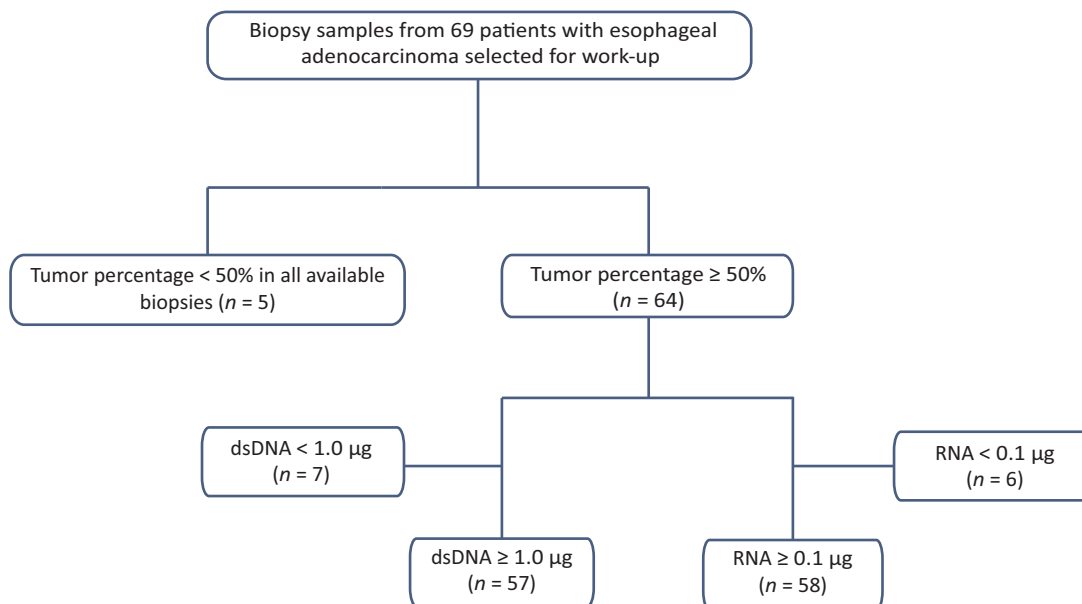 Biopsy samples from 69 patients with esophageal
adenocarcinoma selected for work-up
Tumor percentage < 50% in all available
biopsies (n = 5)
Tumor percentage ≥ 50%
(n = 64)
dsDNA < 1.0 µg
(n = 7)
RNA < 0.1 µg
(n = 6)
dsDNA ≥ 1.0 µg
(n = 57)
RNA ≥ 0.1 µg
(n = 58)